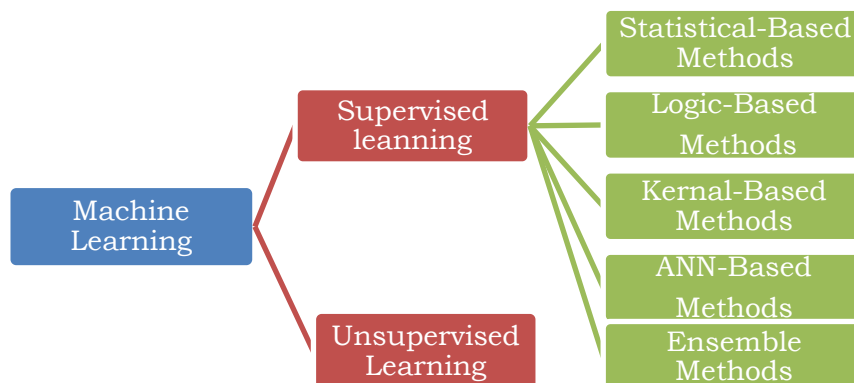 Machine
Learning
Supervised
leanning
Unsupervised
Learning
Statistical-Based
Methods
Logic-Based
Methods
Kernal-Based
Methods
ANN-Based
Methods
Ensemble
Methods